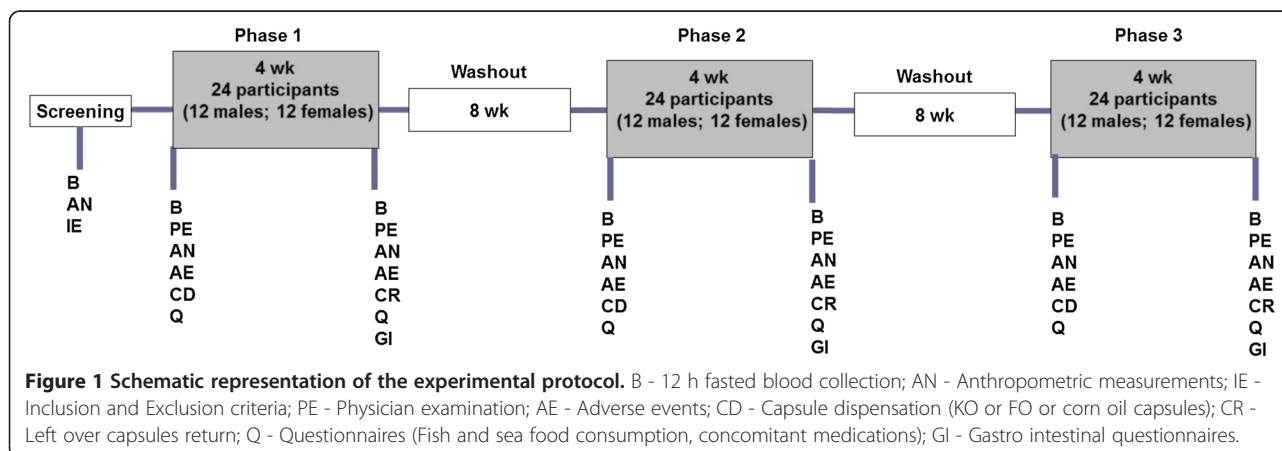 Phase 1
Phase 2
Phase 3
Screening
4 wk
24 participants
(12 males; 12 females)
Washout
8 wk
4 wk
24 participants
(12 males; 12 females)
Washout
8 wk
4 wk
24 participants
(12 males; 12 females)
B
AN
IE
B
PE
AN
AE
CD
Q
B
PE
AN
AE
CR
Q
GI
B
PE
AN
AE
CD
Q
B
PE
AN
AE
CR
Q
GI
B
PE
AN
AE
CD
Q
B
PE
AN
AE
CR
Q
GI
Figure 1 Schematic representation of the experimental protocol. B - 12 h fasted blood collection; AN - Anthropometric measurements; IE -
Inclusion and Exclusion criteria; PE - Physician examination; AE - Adverse events; CD - Capsule dispensation (KO or FO or corn oil capsules); CR -
Left over capsules return; Q - Questionnaires (Fish and sea food consumption, concomitant medications); GI - Gastro intestinal questionnaires.